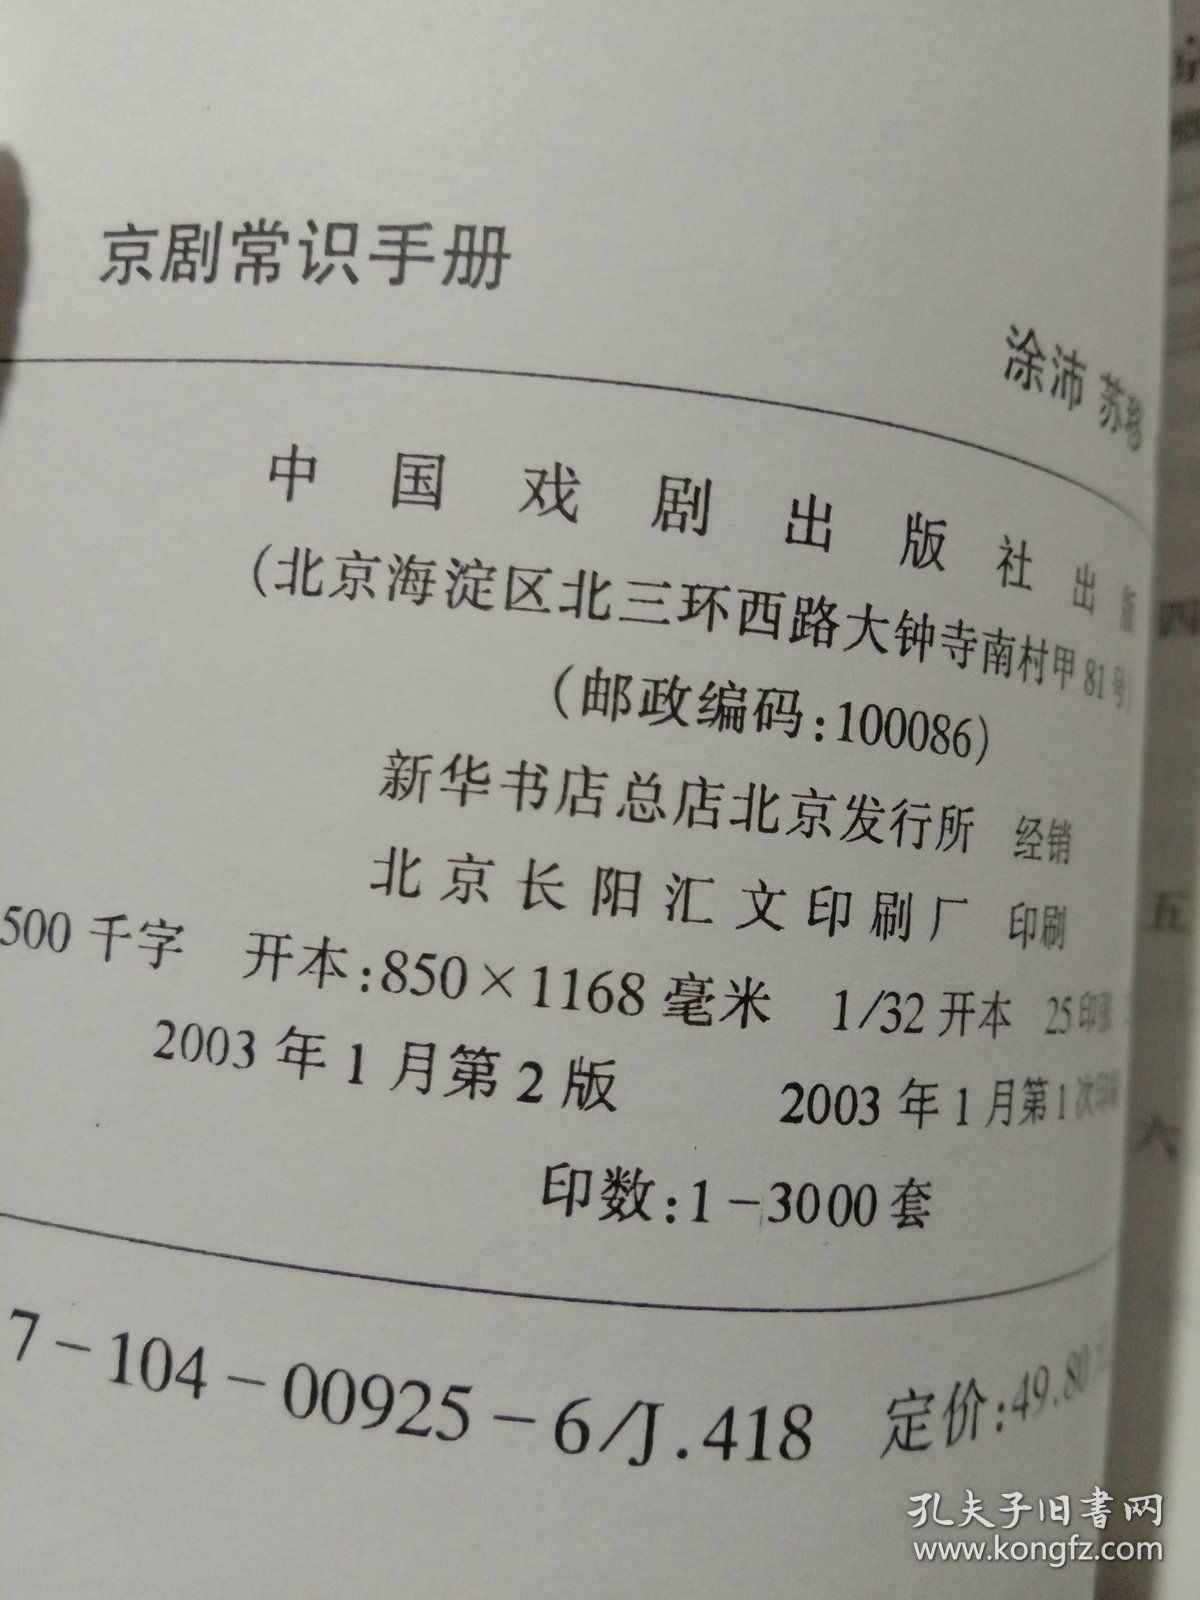 京剧常识手册
涂沛 苏移
中国戏剧出版社出版
(北京海淀区北三环西路大钟寺南村甲81号)
(邮政编码:100086)
新华书店总店北京发行所 经销
北京长阳汇文印刷厂 印刷
500千字 开本:850×1168毫米 1/32开本 25印张
2003年1月第2版 2003年1月第1次印刷
印数:1-3000套
7-104-00925-6/J.418 定价:49.80元
五
六
孔夫子旧书网
www.kongfz.com